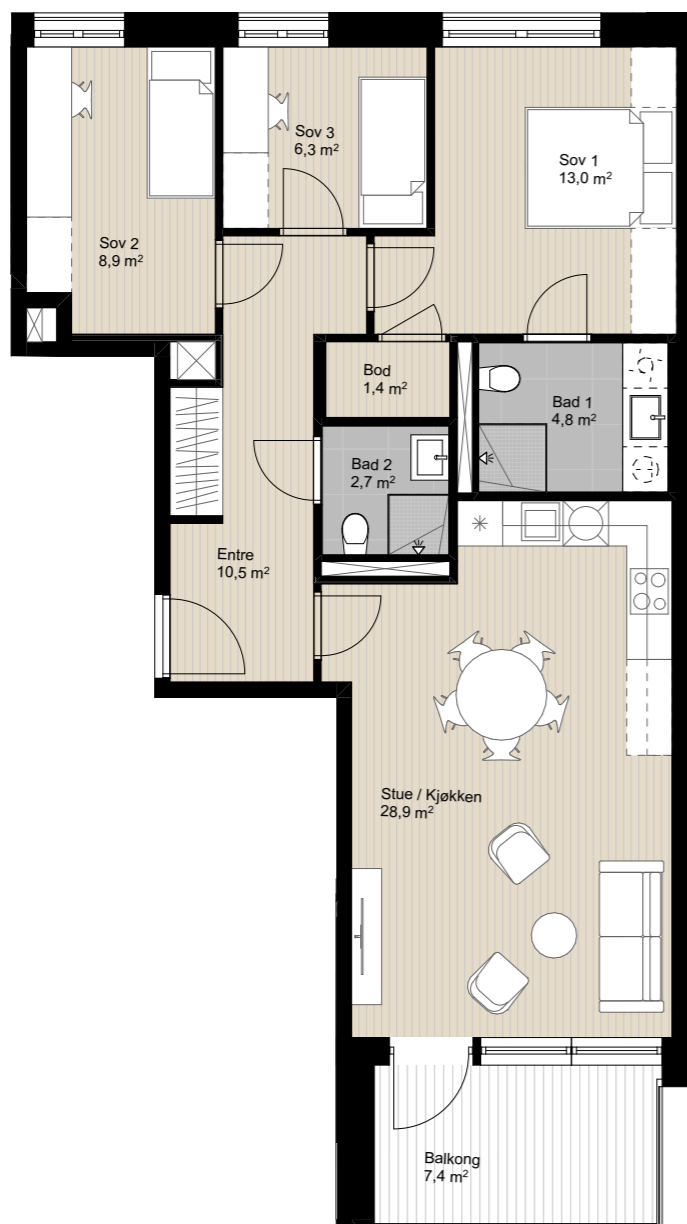 Sov 3
6,3 m²
Sov 1
13,0 m²
Sov 2
8,9 m²
Bod
1,4 m²
Bad 1
4,8 m²
Bad 2
2,7 m²
Entre
10,5 m²
Stue / Kjøkken
28,9 m²
Balkong
7,4 m²